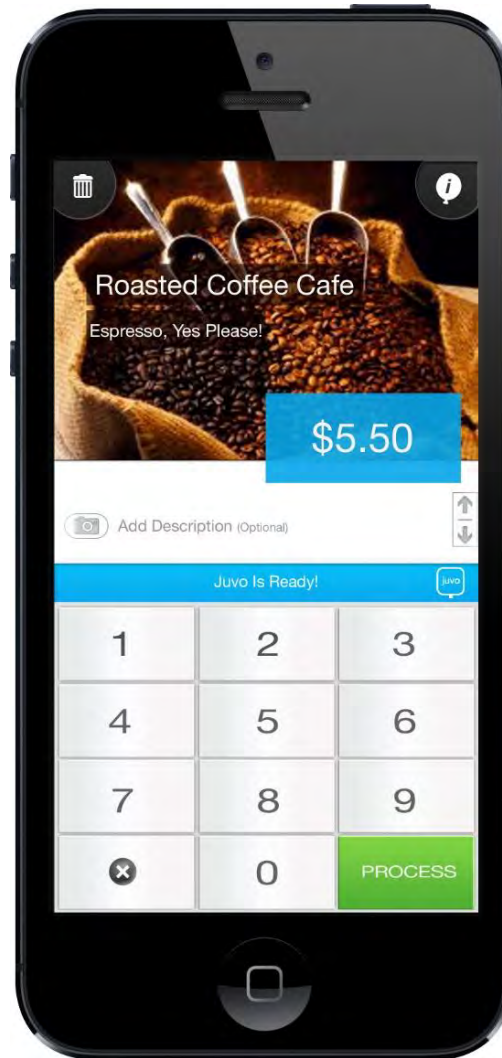 i
Roasted Coffee Cafe
Espresso, Yes Please!
$5.50
Add Description (Optional)
Juvo Is Ready!
juvo
1 2 3
4 5 6
7 8 9
0 PROCESS